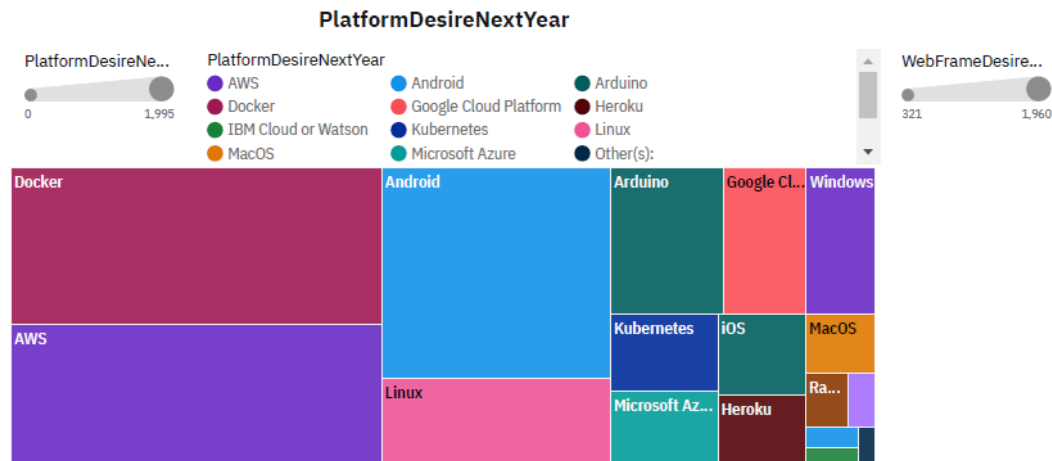 PlatformDesireNextYear
PlatformDesireNe...
0 1,995
PlatformDesireNextYear
AWS Android Arduino
Docker Google Cloud Platform Heroku
IBM Cloud or Watson Kubernetes Linux
MacOS Microsoft Azure Other(s):
WebFrameDesire...
321 1,960
Docker
AWS
Android
Linux
Arduino
Google Cl...
Windows
Kubernetes
iOS
MacOS
Microsoft Az...
Heroku
Ra...